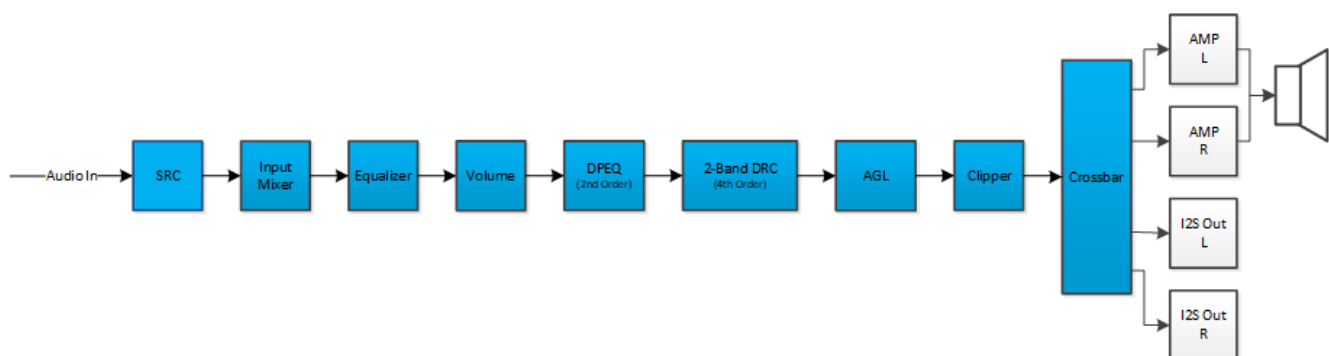 Audio In
SRC
Input
Mixer
Equalizer
Volume
DPEQ
(2nd Order)
2-Band DRC
(4th Order)
AGL
Clipper
Crossbar
AMP
L
AMP
R
I2S Out
L
I2S Out
R